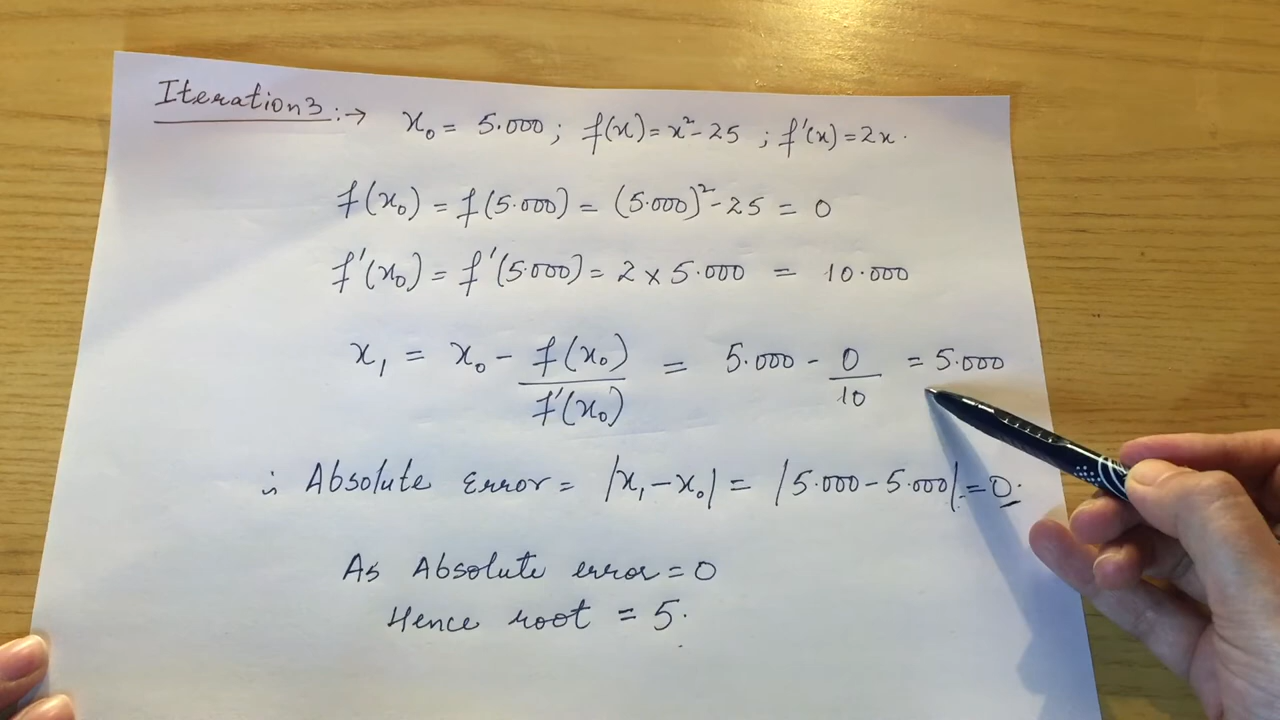 Iteration3:→ x₀ = 5.000; f(x)=x²-25 ; f'(x)=2x.
f(x₀) = f(5.000) = (5.000)²-25 = 0
f'(x₀) = f'(5.000) = 2 x 5.000 = 10.000
x₁ = x₀ - f(x₀)/f'(x₀) = 5.000 - 0/10 = 5.000
∴ Absolute Error = |x₁-x₀| = |5.000-5.000| = 0.
As Absolute error = 0
Hence root = 5.